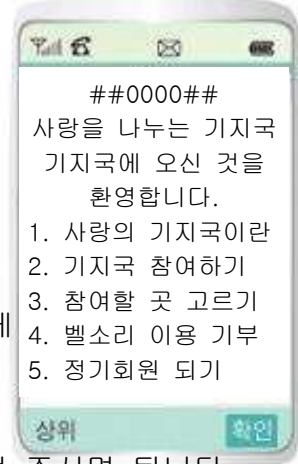 ##0000##
사랑을 나누는 기지국
기지국에 오신 것을
환영합니다.
1. 사랑의 기지국이란
2. 기지국 참여하기
3. 참여할 곳 고르기
4. 벨소리 이용 기부
5. 정기회원 되기
상위 확인